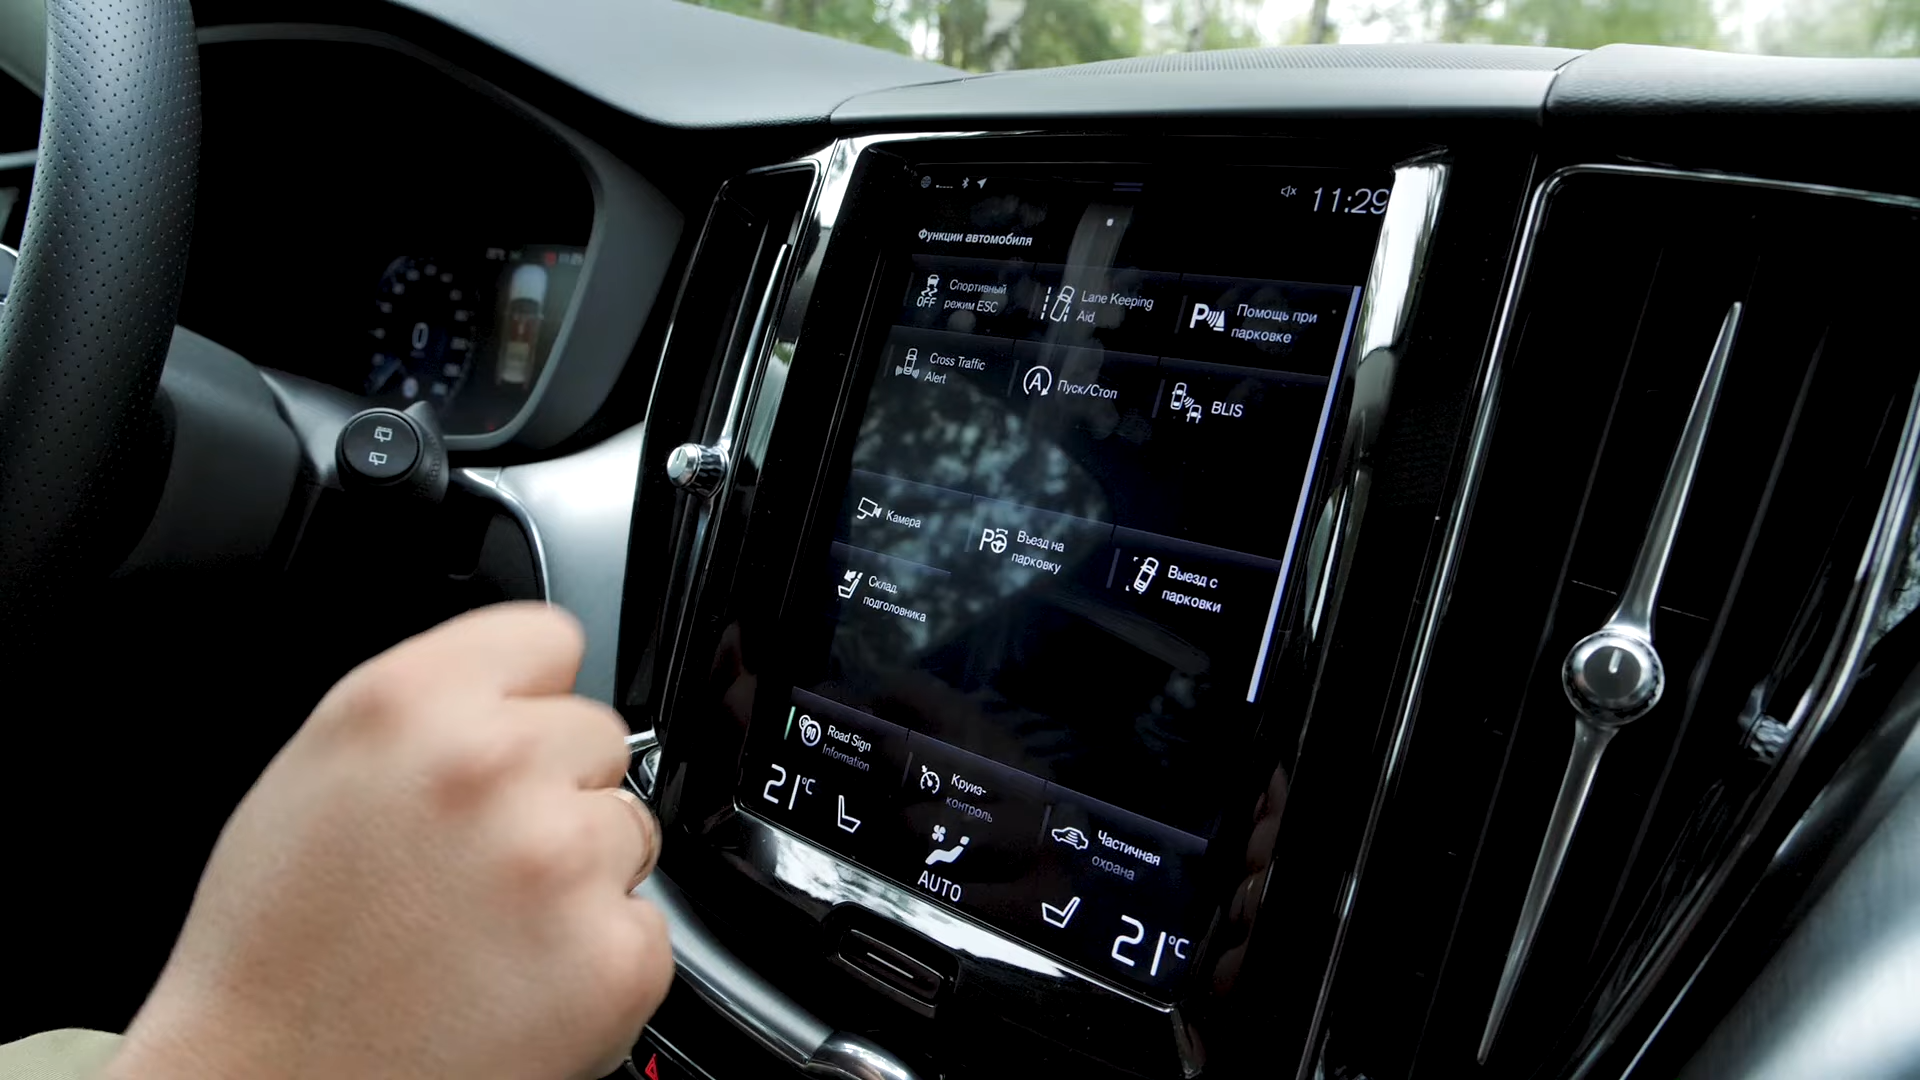 11:29
Функции автомобиля
OFF
Спортивный
режим ESC
Lane Keeping
Aid
P
Помощь при
парковке
Cross Traffic
Alert
A
Пуск/Стоп
BLIS
Камера
P
Въезд на
парковку
Выезд с
парковки
Склад.
подголовника
90
Road Sign
Information
Круиз-
контроль
Частичная
охрана
21°C
AUTO
21°C
0